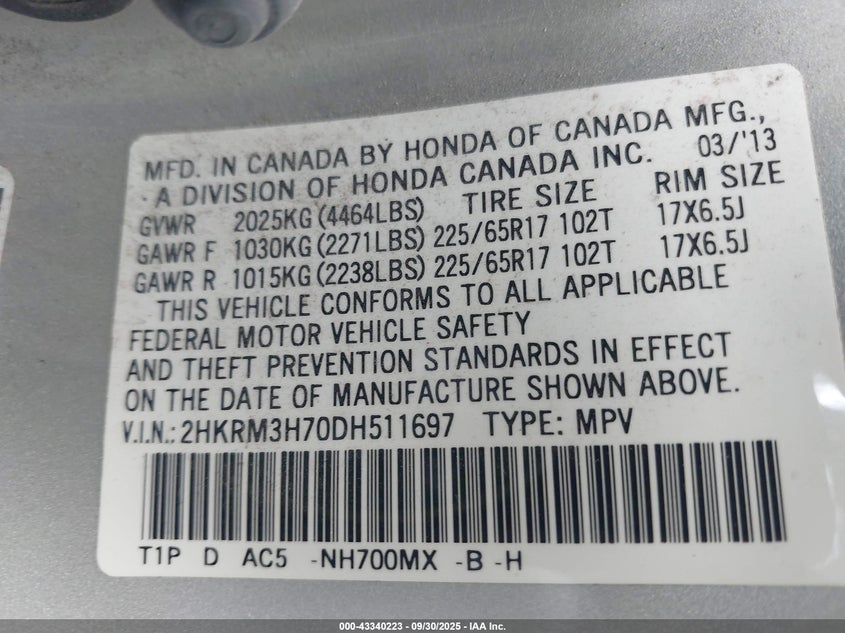 MFD. IN CANADA BY HONDA OF CANADA MFG.,
A DIVISION OF HONDA CANADA INC. 03/'13
GVWR 2025KG (4464LBS) TIRE SIZE RIM SIZE
GAWR F 1030KG (2271LBS) 225/65R17 102T 17X6.5J
GAWR R 1015KG (2238LBS) 225/65R17 102T 17X6.5J
THIS VEHICLE CONFORMS TO ALL APPLICABLE
FEDERAL MOTOR VEHICLE SAFETY
AND THEFT PREVENTION STANDARDS IN EFFECT
ON THE DATE OF MANUFACTURE SHOWN ABOVE.
V.I.N.: 2HKRM3H70DH511697 TYPE: MPV
T1P D AC5 -NH700MX -B -H
000-43340223 - 09/30/2025 - IAA Inc.